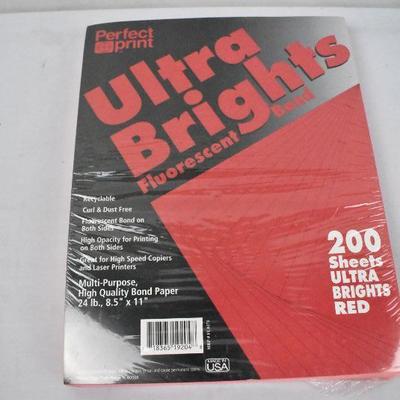 Perfect
print
Ultra
Brights
Fluorescent Bond
Recyclable
Curl & Dust Free
Fluorescent Bond on
Both Sides
High Opacity for Printing
on Both Sides
Great for High Speed Copiers
and Laser Printers
Multi-Purpose,
High Quality Bond Paper
24 lb., 8.5" x 11"
200
Sheets
ULTRA
BRIGHTS
RED
18365 19204
MADE IN
USA